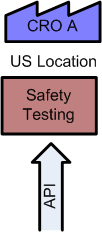 CRO A
US Location
Safety
Testing
API